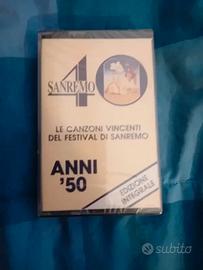 40
SANREMO
LE CANZONI VINCENTI
DEL FESTIVAL DI SANREMO
ANNI
'50
EDIZIONE
INTEGRALE
subito